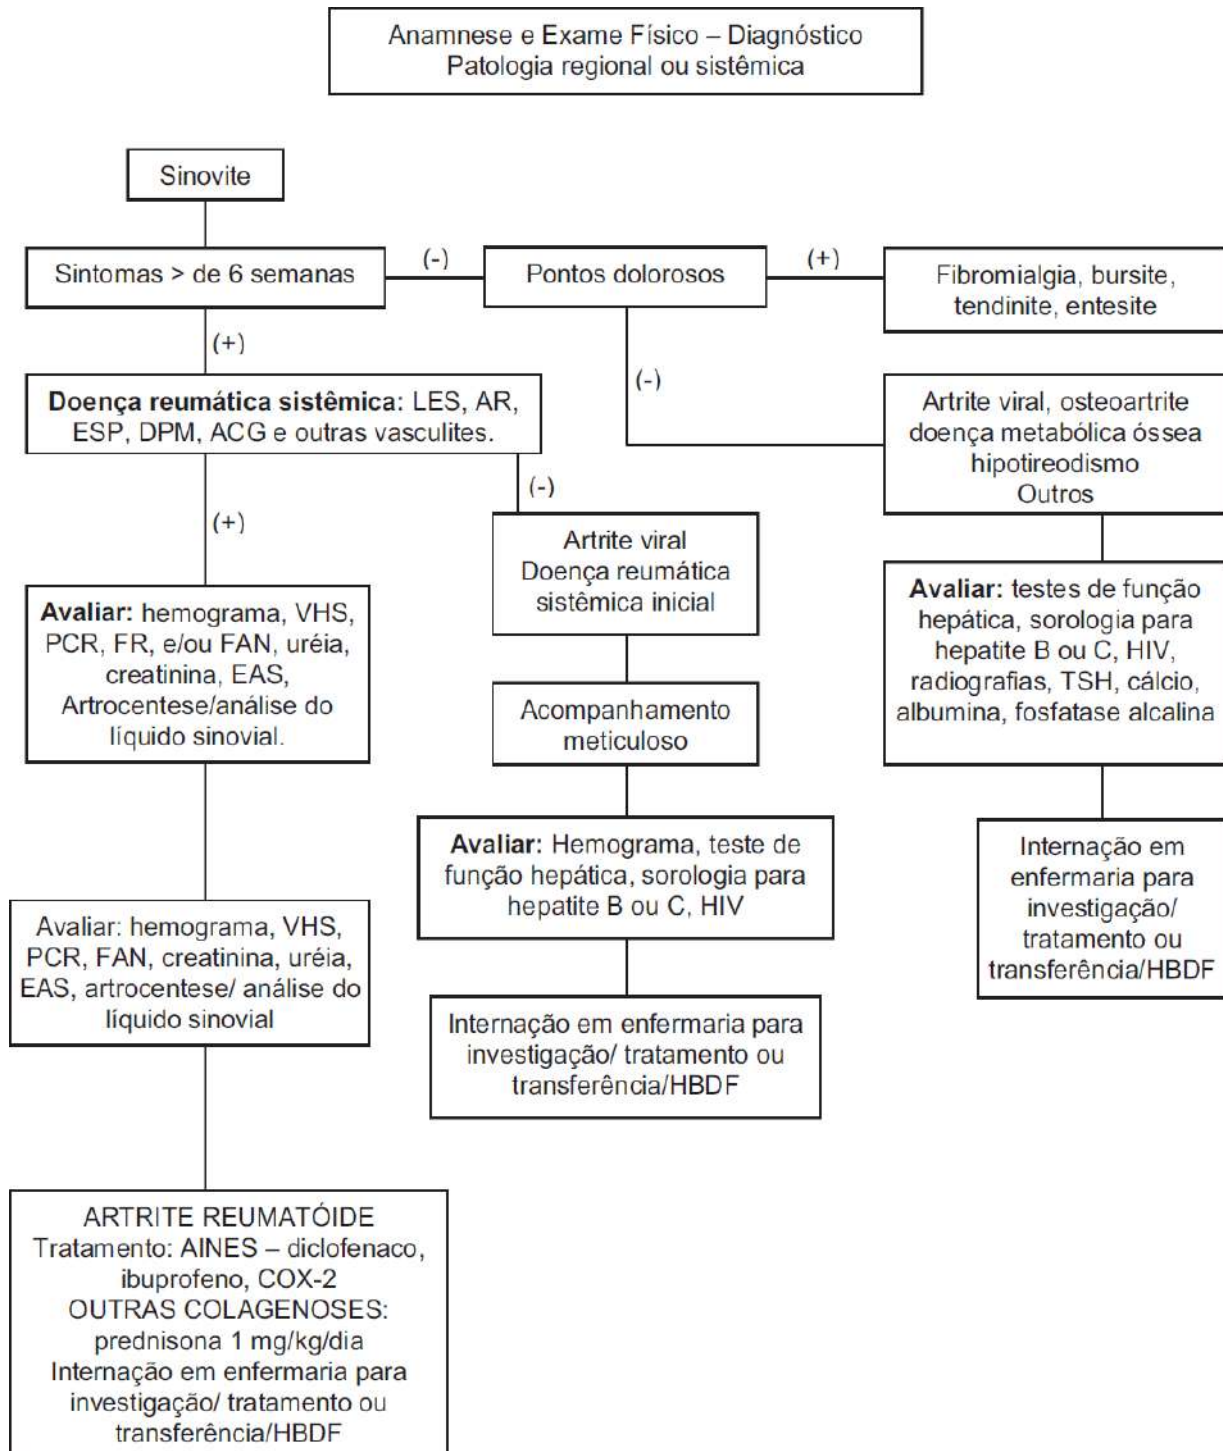 Anamnese e Exame Físico – Diagnóstico
Patologia regional ou sistêmica
Sinovite
Sintomas > de 6 semanas
(-)
Pontos dolorosos
(+)
Fibromialgia, bursite,
tendinite, entesite
(+)
(-)
Doença reumática sistêmica: LES, AR,
ESP, DPM, ACG e outras vasculites.
Artrite viral, osteoartrite
doença metabólica óssea
hipotireodismo
Outros
(+)
(-)
Artrite viral
Doença reumática
sistêmica inicial
Avaliar: hemograma, VHS,
PCR, FR, e/ou FAN, uréia,
creatinina, EAS,
Artrocentese/análise do
líquido sinovial.
Avaliar: testes de função
hepática, sorologia para
hepatite B ou C, HIV,
radiografias, TSH, cálcio,
albumina, fosfatase alcalina
Acompanhamento
meticuloso
Avaliar: Hemograma, teste de
função hepática, sorologia para
hepatite B ou C, HIV
Internação em
enfermaria para
investigação/
tratamento ou
transferência/HBDF
Avaliar: hemograma, VHS,
PCR, FAN, creatinina, uréia,
EAS, artrocentese/ análise do
líquido sinovial
Internação em enfermaria para
investigação/ tratamento ou
transferência/HBDF
ARTRITE REUMATÓIDE
Tratamento: AINES – diclofenaco,
ibuprofeno, COX-2
OUTRAS COLAGENOSES:
prednisona 1 mg/kg/dia
Internação em enfermaria para
investigação/ tratamento ou
transferência/HBDF